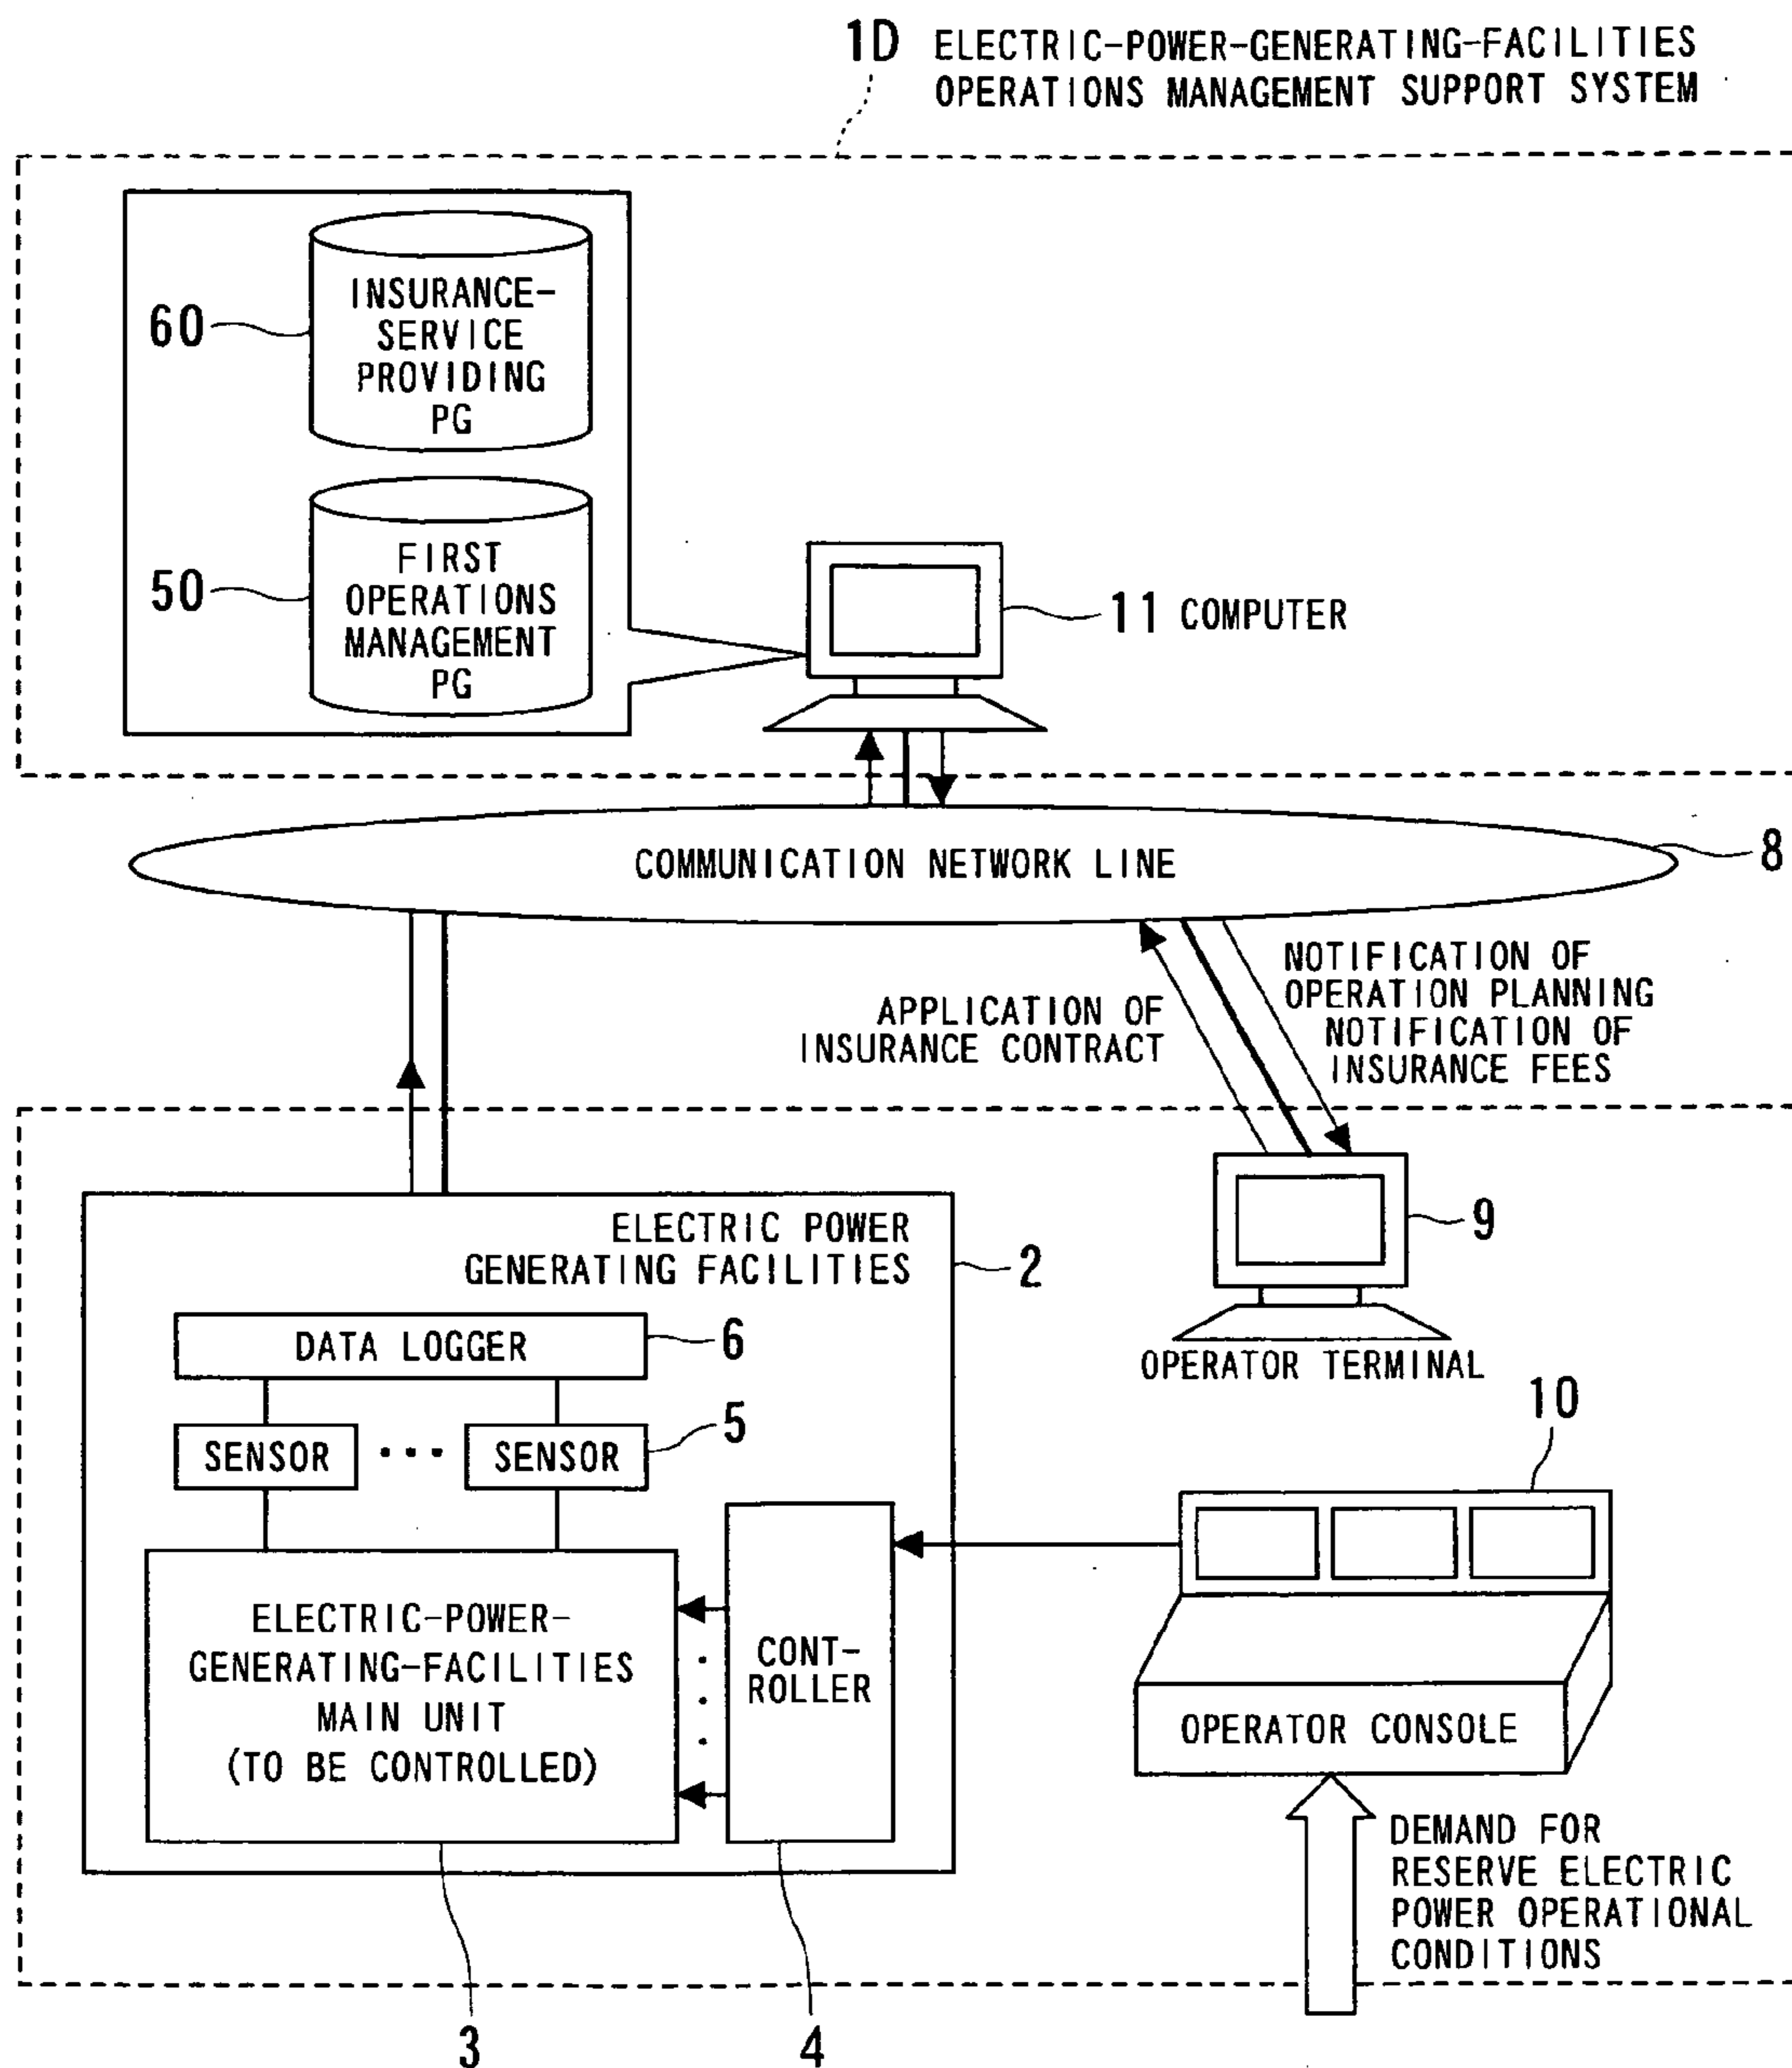 1D ELECTRIC-POWER-GENERATING-FACILITIES
OPERATIONS MANAGEMENT SUPPORT SYSTEM
60
INSURANCE-
SERVICE
PROVIDING
PG
50
FIRST
OPERATIONS
MANAGEMENT
PG
11 COMPUTER
COMMUNICATION NETWORK LINE
8
APPLICATION OF
INSURANCE CONTRACT
NOTIFICATION OF
OPERATION PLANNING
NOTIFICATION OF
INSURANCE FEES
ELECTRIC POWER
GENERATING FACILITIES
2
9
OPERATOR TERMINAL
DATA LOGGER
6
SENSOR ••• SENSOR
5
10
ELECTRIC-POWER-
GENERATING-FACILITIES
MAIN UNIT
(TO BE CONTROLLED)
CONT-
ROLLER
OPERATOR CONSOLE
DEMAND FOR
RESERVE ELECTRIC
POWER OPERATIONAL
CONDITIONS
3
4